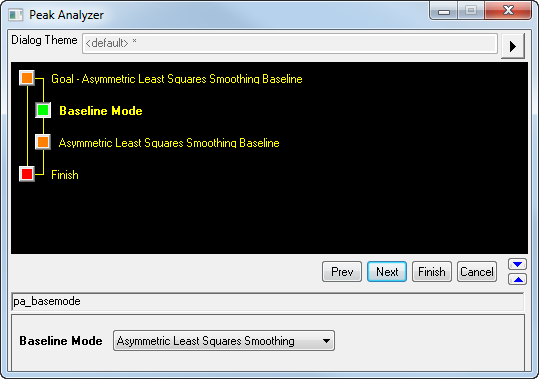 Peak Analyzer
Dialog Theme <default> *
Goal - Asymmetric Least Squares Smoothing Baseline
Baseline Mode
Asymmetric Least Squares Smoothing Baseline
Finish
Prev Next Finish Cancel
pa_basemode
Baseline Mode Asymmetric Least Squares Smoothing